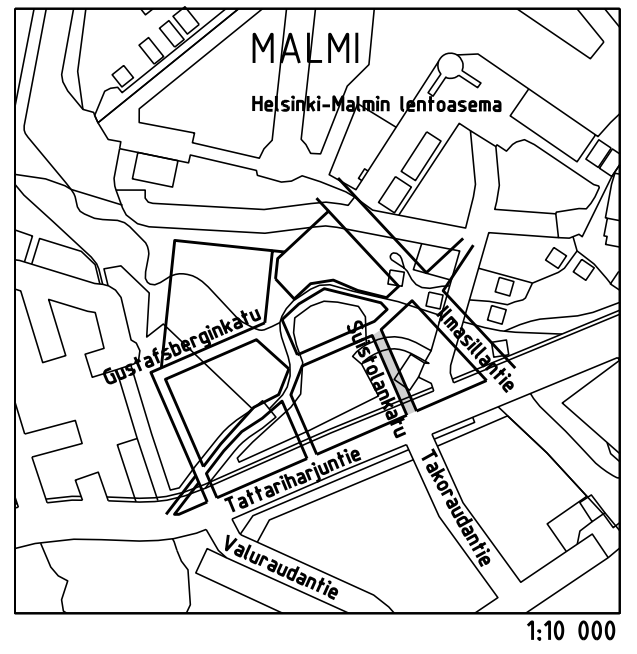 MALMI
Helsinki-Malmin lentoasema
Gustafsberginkatu
Suistolankatu
Ilmasillantie
Tattariharjuntie
Takoraudantie
Valuraudantie
1:10 000